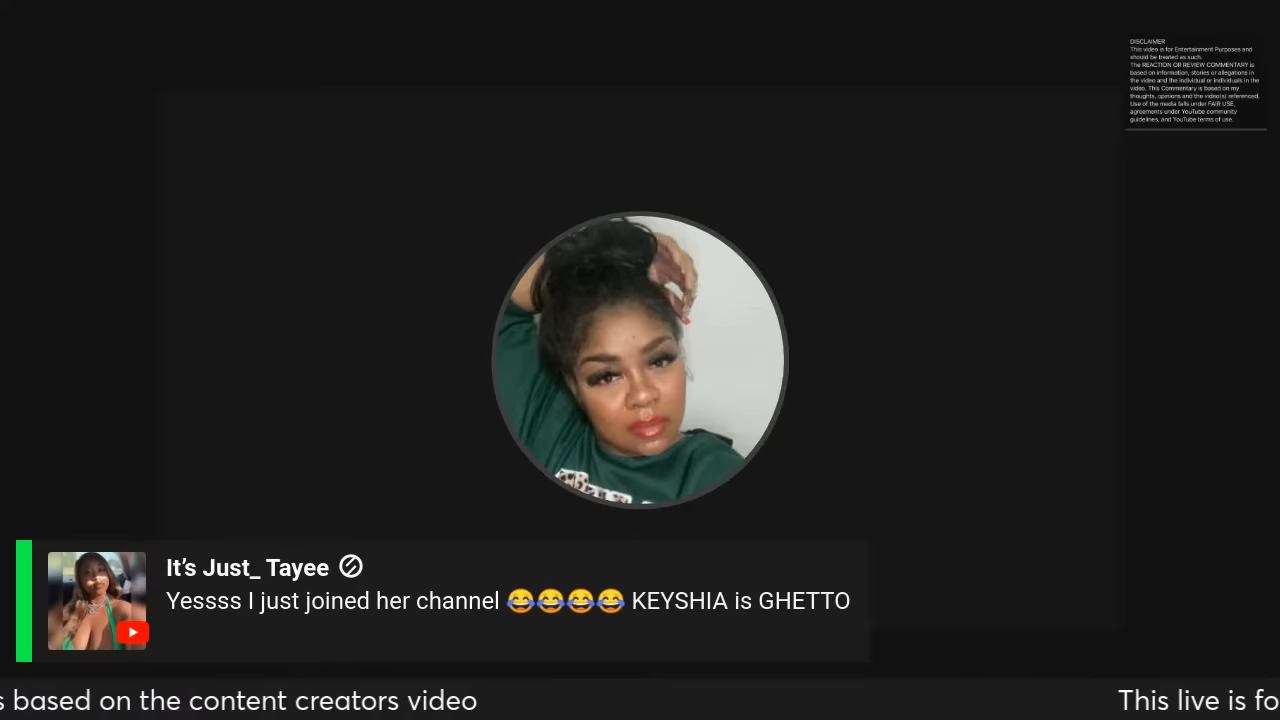 DISCLAIMER
This video is for Entertainment Purposes and
should be treated as such.
The REACTION OR REVIEW COMMENTARY is
based on information, stories or allegations in
the video and the individual or individuals in the
video. This Commentary is based on my
thoughts, opinions and the video(s) referenced.
Use of the media falls under FAIR USE,
agreements under YouTube community
guidelines, and YouTube terms of use.
It’s Just_ Tayee
Yessss I just joined her channel 😂😂😂😂 KEYSHIA is GHETTO
s based on the content creators video
This live is fo